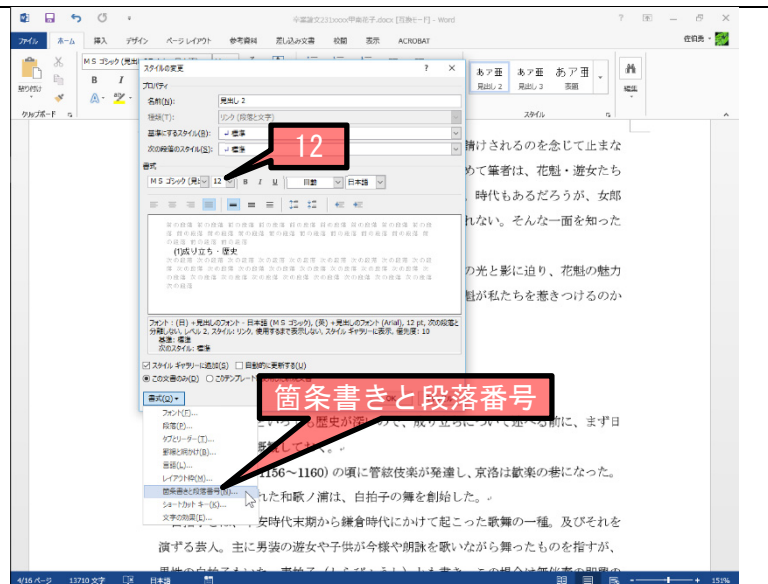 卒業論文221xxxx甲南花子.docx [互換モード] - Word
ファイル ホーム 挿入 デザイン ページ レイアウト 参考資料 差し込み文書 校閲 表示 ACROBAT
貼り付け
クリップボード
MS ゴシック (見出
B I
あア亜 あア亜 あア亜
見出し 2 見出し 3 表題
スタイル
編集
スタイルの変更
プロパティ
名前(N): 見出し 2
種類(T): リンク (段落と文字)
基準にするスタイル(B): 標準
次の段落のスタイル(S): 標準
書式
MS ゴシック (見 12 B I U 自動 日本語
12
(1)成り立ち・歴史
フォント: (日) +見出しのフォント - 日本語 (MS ゴシック), (英) +見出しのフォント (Arial), 12 pt, 次の段落と
分離しない, レベル 2, スタイル: リンク, 使用するまで表示しない, スタイル ギャラリーに表示, 優先度: 10
基準: 標準
次のスタイル: 標準
スタイル ギャラリーに追加(S) 自動的に更新する(U)
この文書のみ(D)
書式(O)
箇条書きと段落番号
フォント(F)...
段落(P)...
タブとリーダー(T)...
罫線と網かけ(B)...
言語(L)...
レイアウト枠(M)...
箇条書きと段落番号(N)...
ショートカット キー(K)...
文字の効果(E)...
請けされるのを念じて止まな
めて筆者は、花魁・遊女たち
時代もあるだろうが、女郎
れない。そんな一面を知った
の光と影に迫り、花魁の魅力
魁が私たちを惹きつけるのか
歴史が深いので、成り立ちについて述べる前に、まず日
156～1160) の頃に管絃伎楽が発達し、京洛は歓楽の巷になった。
れた和歌ノ浦は、白拍子の舞を創始した。
安時代末期から鎌倉時代にかけて起こった歌舞の一種。及びそれを
演ずる芸人。主に男装の遊女や子供が今様や朗詠を歌いながら舞ったものを指すが、
4/16 ページ 13710 文字 日本語
151%